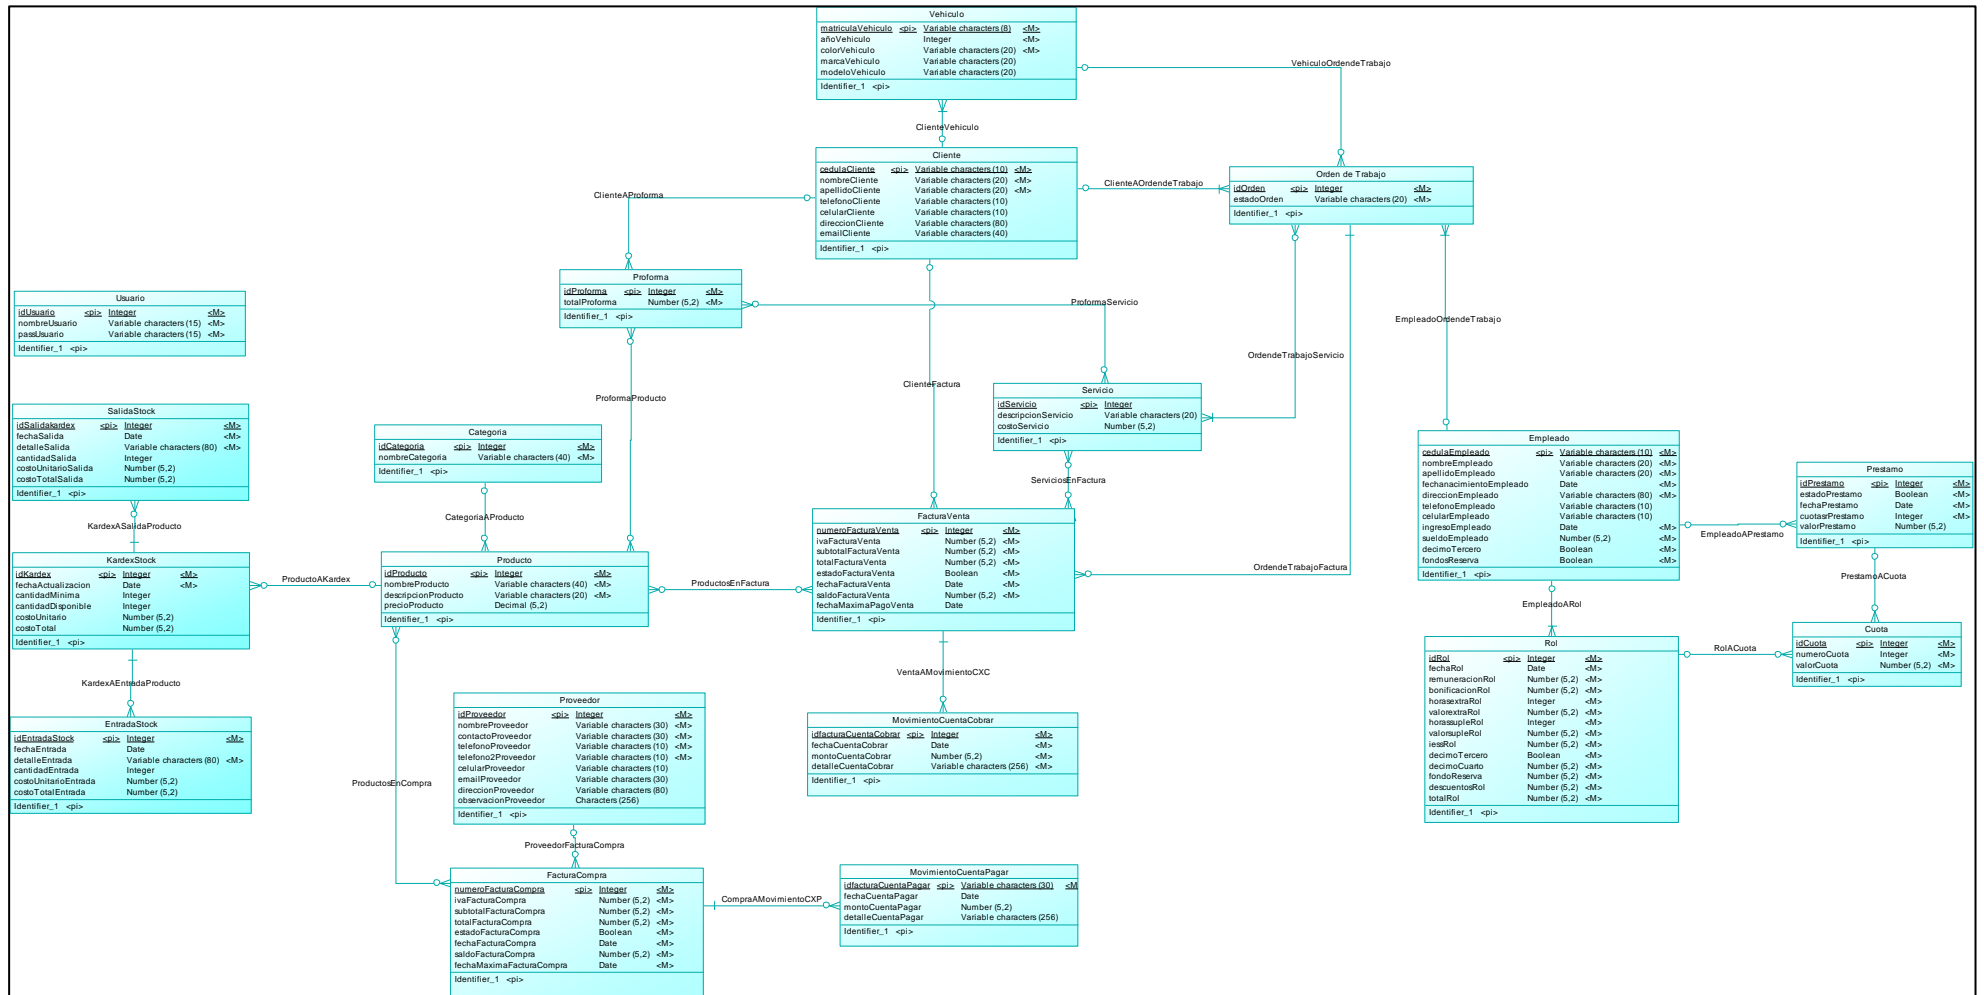 Vehiculo
matriculaVehiculo <pi> Variable characters (8) <M>
añoVehiculo Integer <M>
colorVehiculo Variable characters (20) <M>
marcaVehiculo Variable characters (20)
modeloVehiculo Variable characters (20)
Identifier_1 <pi>
VehiculoOrdendeTrabajo
ClienteVehiculo
Cliente
cedulaCliente <pi> Variable characters (10) <M>
nombreCliente Variable characters (20) <M>
apellidoCliente Variable characters (20) <M>
telefonoCliente Variable characters (10)
celularCliente Variable characters (10)
direccionCliente Variable characters (80)
emailCliente Variable characters (40)
Identifier_1 <pi>
ClienteAOrdendeTrabajo
Orden de Trabajo
idOrden <pi> Integer <M>
estadoOrden Variable characters (20) <M>
Identifier_1 <pi>
ClienteAProforma
Proforma
idProforma <pi> Integer <M>
totalProforma Number (5,2) <M>
Identifier_1 <pi>
ProformaServicio
Usuario
idUsuario <pi> Integer <M>
nombreUsuario Variable characters (15) <M>
passUsuario Variable characters (15) <M>
Identifier_1 <pi>
EmpleadoOrdendeTrabajo
OrdendeTrabajoServicio
ClienteFactura
ProformaProducto
Servicio
idServicio <pi> Integer
descripcionServicio Variable characters (20)
costoServicio Number (5,2)
Identifier_1 <pi>
SalidaStock
idSalidakardex <pi> Integer <M>
fechaSalida Date <M>
detalleSalida Variable characters (80) <M>
cantidadSalida Integer
costoUnitarioSalida Number (5,2)
costoTotalSalida Number (5,2)
Identifier_1 <pi>
Categoria
idCategoria <pi> Integer <M>
nombreCategoria Variable characters (40) <M>
Identifier_1 <pi>
Empleado
cedulaEmpleado <pi> Variable characters (10) <M>
nombreEmpleado Variable characters (20) <M>
apellidoEmpleado Variable characters (20) <M>
fechanacimientoEmpleado Date <M>
direccionEmpleado Variable characters (80) <M>
telefonoEmpleado Variable characters (10)
celularEmpleado Variable characters (10)
ingresoEmpleado Date <M>
sueldoEmpleado Number (5,2) <M>
decimoTercero Boolean <M>
fondosReserva Boolean <M>
Identifier_1 <pi>
Prestamo
idPrestamo <pi> Integer <M>
estadoPrestamo Boolean <M>
fechaPrestamo Date <M>
cuotasrPrestamo Integer <M>
valorPrestamo Number (5,2)
Identifier_1 <pi>
EmpleadoAPrestamo
ServiciosEnFactura
KardexASalidaProducto
CategoriaAProducto
FacturaVenta
numeroFacturaVenta <pi> Integer <M>
ivaFacturaVenta Number (5,2) <M>
subtotalFacturaVenta Number (5,2) <M>
totalFacturaVenta Number (5,2) <M>
estadoFacturaVenta Boolean <M>
fechaFacturaVenta Date <M>
saldoFacturaVenta Number (5,2) <M>
fechaMaximaPagoVenta Date
Identifier_1 <pi>
OrdendeTrabajoFactura
KardexStock
idKardex <pi> Integer <M>
fechaActualizacion Date <M>
cantidadMinima Integer
cantidadDisponible Integer
costoUnitario Number (5,2)
costoTotal Number (5,2)
Identifier_1 <pi>
ProductoAKardex
Producto
idProducto <pi> Integer <M>
nombreProducto Variable characters (40) <M>
descripcionProducto Variable characters (20) <M>
precioProducto Decimal (5,2)
Identifier_1 <pi>
ProductosEnFactura
PrestamoACuota
EmpleadoARol
Rol
idRol <pi> Integer <M>
fechaRol Date <M>
remuneracionRol Number (5,2) <M>
bonificacionRol Number (5,2) <M>
horasextraRol Integer <M>
valorextraRol Number (5,2) <M>
horassupleRol Integer <M>
valorsupleRol Number (5,2) <M>
iessRol Number (5,2) <M>
decimoTercero Boolean <M>
decimoCuarto Number (5,2) <M>
fondoReserva Number (5,2) <M>
descuentosRol Number (5,2) <M>
totalRol Number (5,2) <M>
Identifier_1 <pi>
RolACuota
Cuota
idCuota <pi> Integer <M>
numeroCuota Integer <M>
valorCuota Number (5,2) <M>
Identifier_1 <pi>
VentaAMovimientoCXC
KardexAEntradaProducto
EntradaStock
idEntradaStock <pi> Integer <M>
fechaEntrada Date
detalleEntrada Variable characters (80) <M>
cantidadEntrada Integer
costoUnitarioEntrada Number (5,2)
costoTotalEntrada Number (5,2)
Identifier_1 <pi>
Proveedor
idProveedor <pi> Integer <M>
nombreProveedor Variable characters (30) <M>
contactoProveedor Variable characters (30) <M>
telefonoProveedor Variable characters (10) <M>
telefono2Proveedor Variable characters (10) <M>
celularProveedor Variable characters (10)
emailProveedor Variable characters (30)
direccionProveedor Variable characters (80)
observacionProveedor Characters (256)
Identifier_1 <pi>
MovimientoCuentaCobrar
idfacturaCuentaCobrar <pi> Integer <M>
fechaCuentaCobrar Date <M>
montoCuentaCobrar Number (5,2) <M>
detalleCuentaCobrar Variable characters (256) <M>
Identifier_1 <pi>
ProductosEnCompra
ProveedorFacturaCompra
FacturaCompra
numeroFacturaCompra <pi> Integer <M>
ivaFacturaCompra Number (5,2) <M>
subtotalFacturaCompra Number (5,2) <M>
totalFacturaCompra Number (5,2) <M>
estadoFacturaCompra Boolean <M>
fechaFacturaCompra Date <M>
saldoFacturaCompra Number (5,2) <M>
fechaMaximaFacturaCompra Date <M>
Identifier_1 <pi>
CompraAMovimientoCXP
MovimientoCuentaPagar
idfacturaCuentaPagar <pi> Variable characters (30) <M
fechaCuentaPagar Date
montoCuentaPagar Number (5,2)
detalleCuentaPagar Variable characters (256)
Identifier_1 <pi>